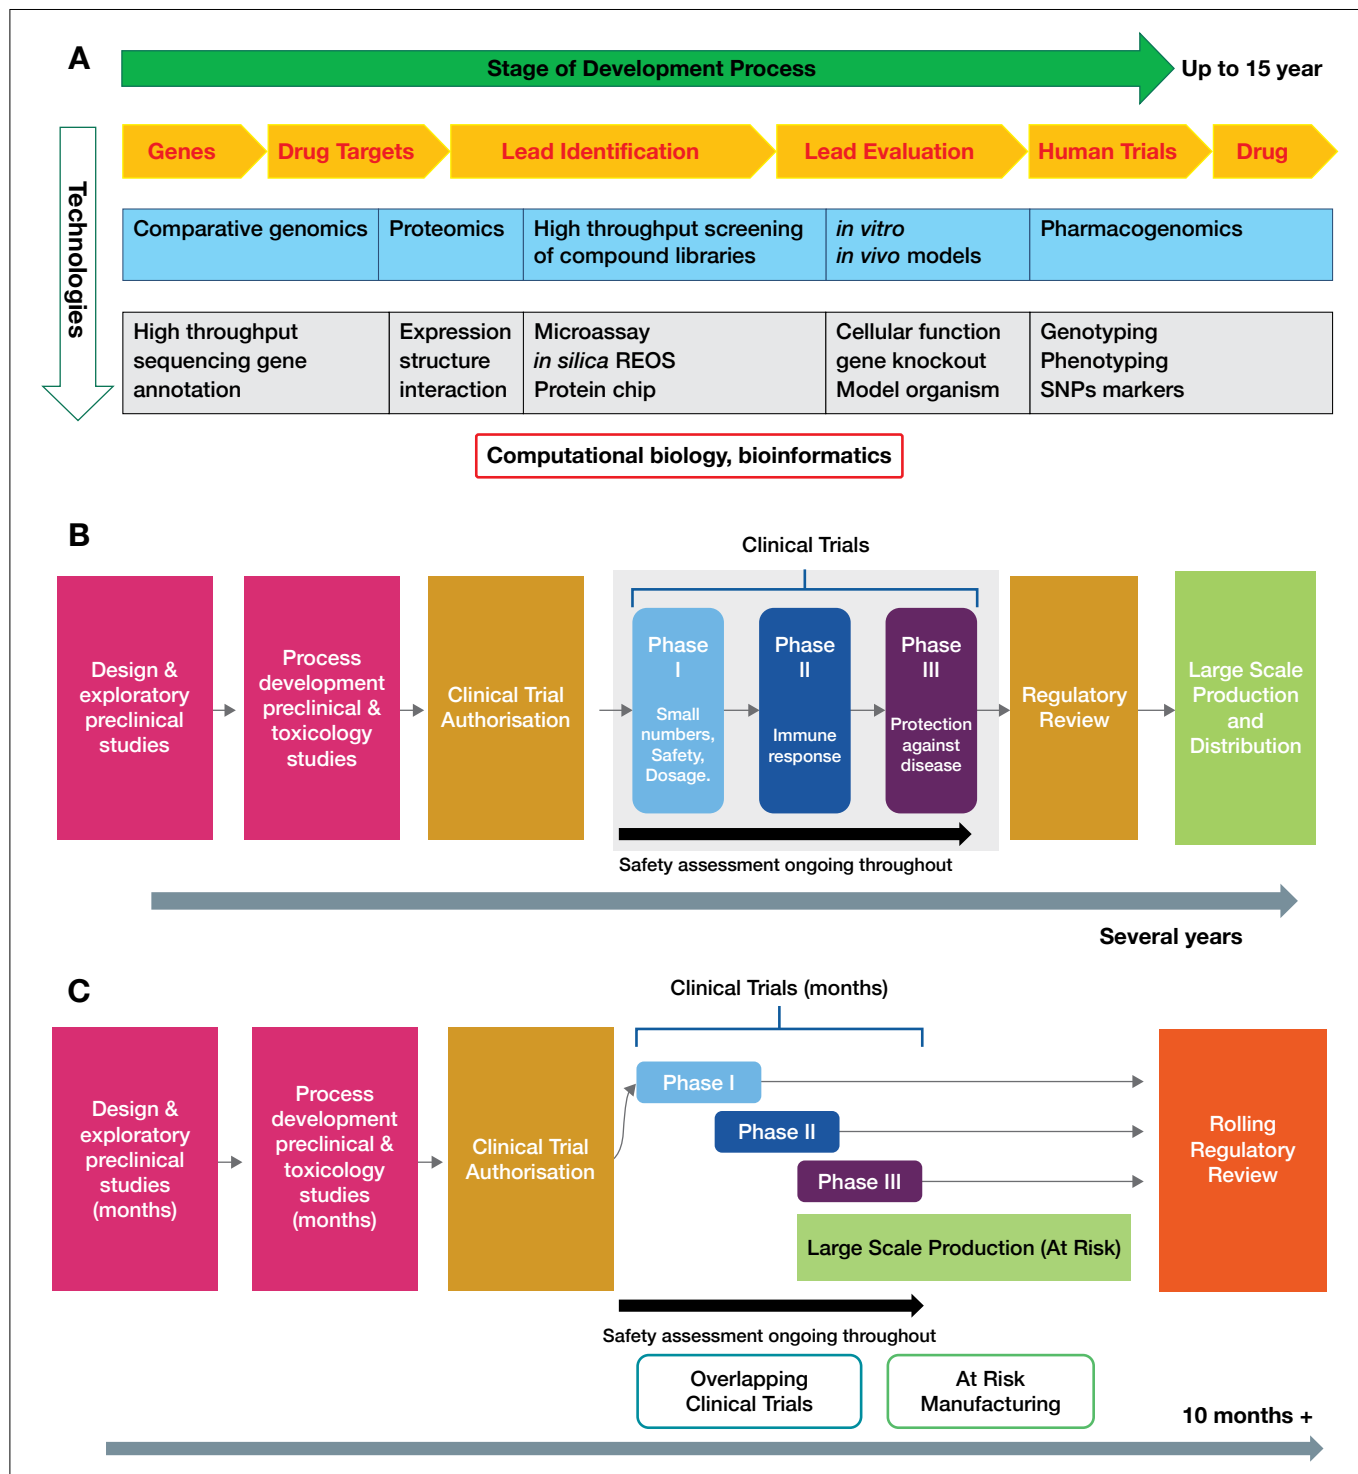 A
Stage of Development Process
Up to 15 year
Technologies
Genes
Drug Targets
Lead Identification
Lead Evaluation
Human Trials
Drug
Comparative genomics
Proteomics
High throughput screening
of compound libraries
in vitro
in vivo models
Pharmacogenomics
High throughput
sequencing gene
annotation
Expression
structure
interaction
Microassay
in silica REOS
Protein chip
Cellular function
gene knockout
Model organism
Genotyping
Phenotyping
SNPs markers
Computational biology, bioinformatics
B
Clinical Trials
Design &
exploratory
preclinical
studies
Process
development
preclinical &
toxicology
studies
Clinical Trial
Authorisation
Phase
I
Small
numbers,
Safety,
Dosage.
Phase
II
Immune
response
Phase
III
Protection
against
disease
Regulatory
Review
Large Scale
Production
and
Distribution
Safety assessment ongoing throughout
Several years
C
Clinical Trials (months)
Design &
exploratory
preclinical
studies
(months)
Process
development
preclinical &
toxicology
studies
(months)
Clinical Trial
Authorisation
Phase I
Phase II
Phase III
Large Scale Production (At Risk)
Rolling
Regulatory
Review
Safety assessment ongoing throughout
Overlapping
Clinical Trials
At Risk
Manufacturing
10 months +